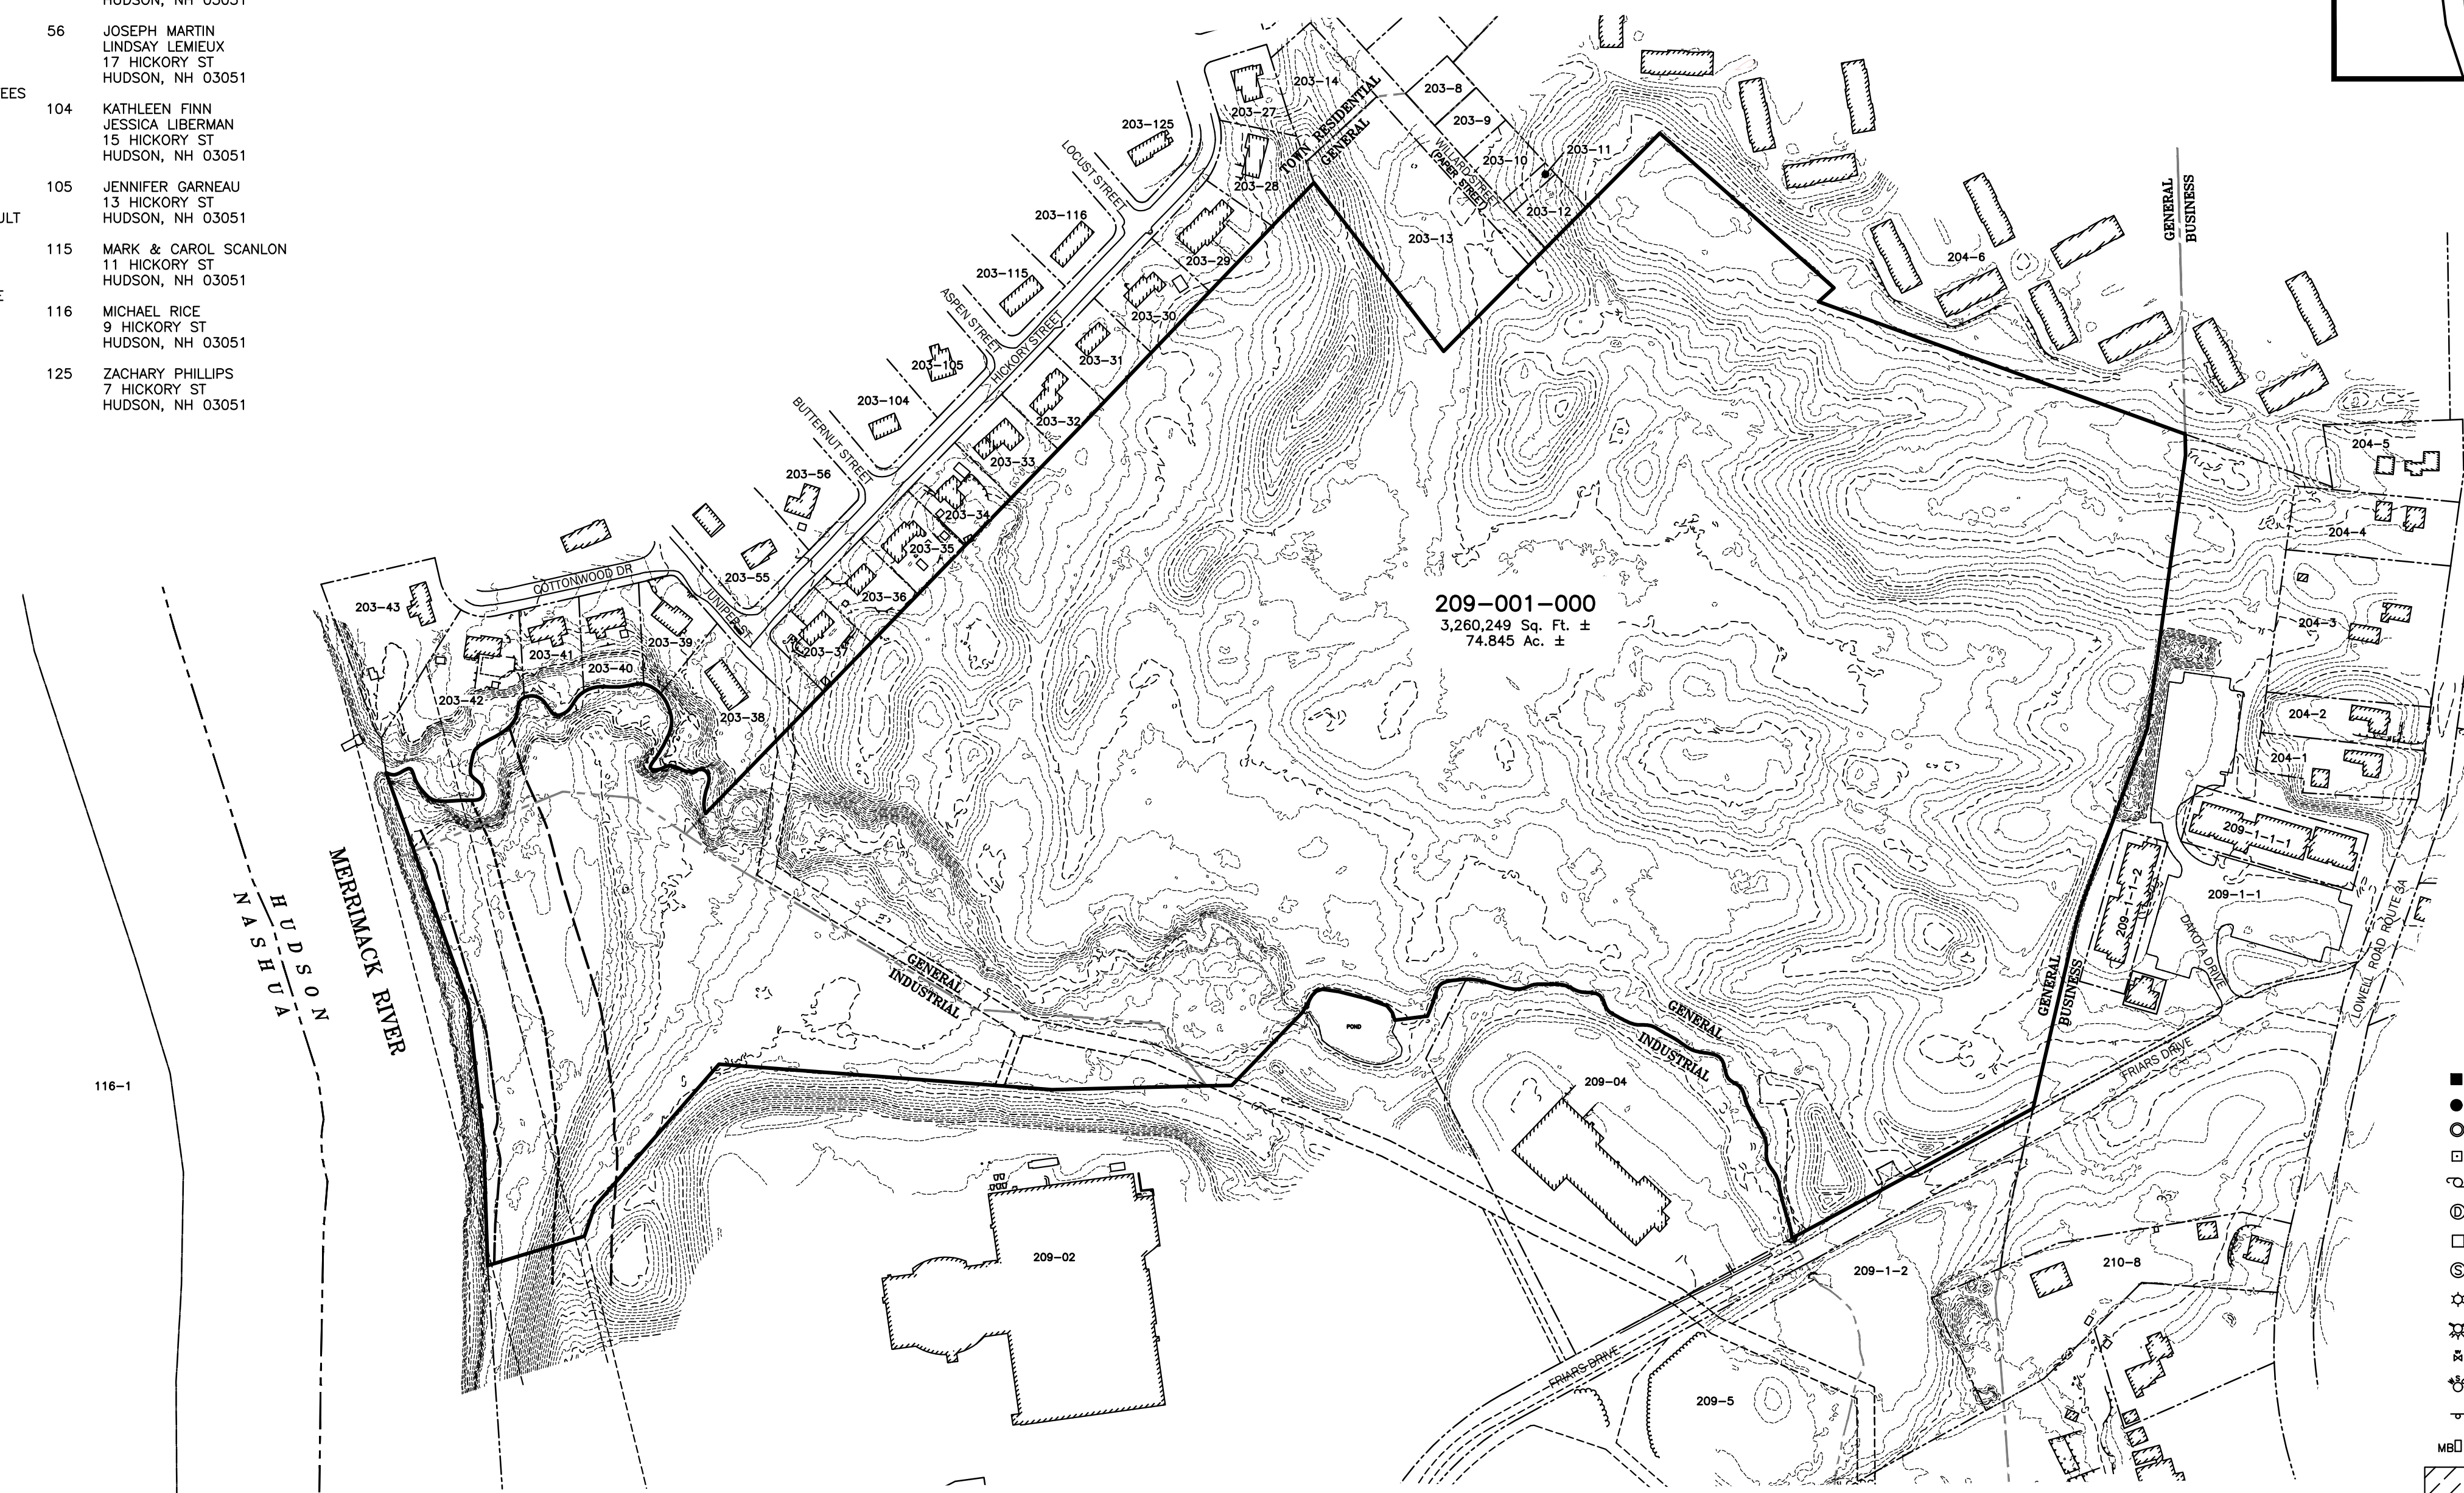 HUDSON, NH 03051
56 JOSEPH MARTIN
LINDSAY LEMIEUX
17 HICKORY ST
HUDSON, NH 03051
EES
104 KATHLEEN FINN
JESSICA LIBERMAN
15 HICKORY ST
HUDSON, NH 03051
105 JENNIFER GARNEAU
13 HICKORY ST
HUDSON, NH 03051
ULT
115 MARK & CAROL SCANLON
11 HICKORY ST
HUDSON, NH 03051
E
116 MICHAEL RICE
9 HICKORY ST
HUDSON, NH 03051
125 ZACHARY PHILLIPS
7 HICKORY ST
HUDSON, NH 03051
203-14
203-8
203-27
203-9
203-125
TOWN RESIDENTIAL
GENERAL
LOCUST STREET
WILLARD STREET
(PAPER STREET)
203-10
203-11
203-28
203-12
203-116
203-13
203-29
GENERAL
BUSINESS
204-6
203-115
ASPEN STREET
203-30
HICKORY STREET
203-31
203-105
203-104
BUTTERNUT STREET
203-32
203-33
203-56
203-34
203-35
204-5
204-4
COTTONWOOD DR
203-55
JUNIPER ST
203-36
203-43
203-39
203-41
203-40
203-37
203-42
203-38
209-001-000
3,260,249 Sq. Ft. ±
74.845 Ac. ±
204-3
204-2
204-1
209-1-1-1
209-1-1-2
209-1-1
DAKOTA DRIVE
LOWELL ROAD ROUTE 3A
MERRIMACK RIVER
HUDSON
NASHUA
GENERAL
INDUSTRIAL
POND
GENERAL
INDUSTRIAL
GENERAL
BUSINESS
FRIARS DRIVE
116-1
209-04
209-02
209-1-2
210-8
FRIARS DRIVE
209-5
D
S
MB